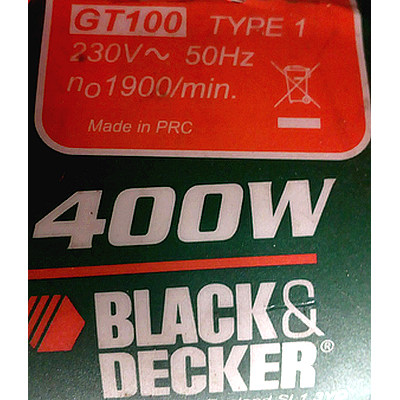 GT100 TYPE 1
230V~ 50Hz
no1900/min.
Made in PRC
400W
BLACK&
DECKER®